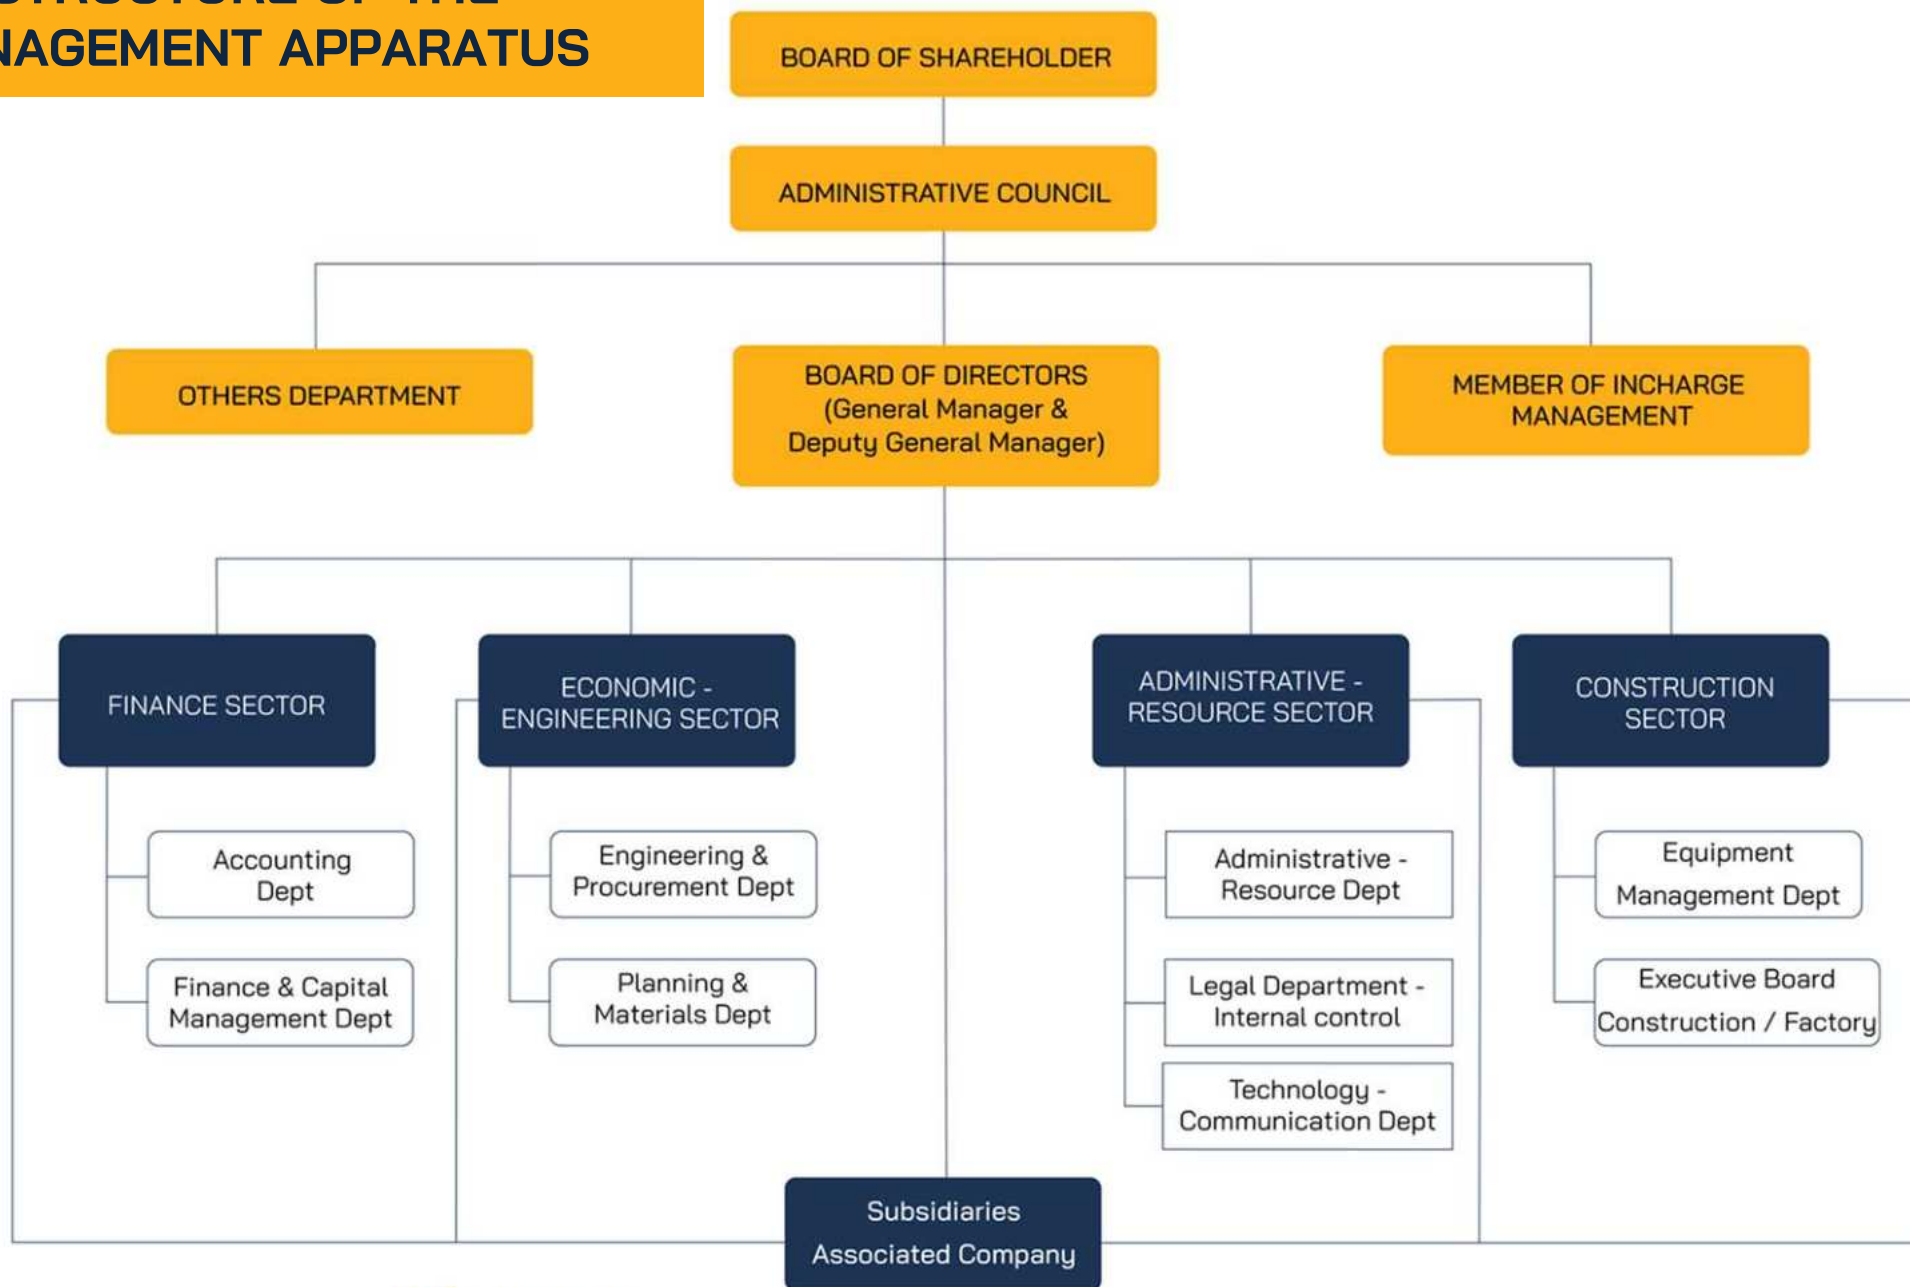 MANAGEMENT APPARATUS
BOARD OF SHAREHOLDER
ADMINISTRATIVE COUNCIL
OTHERS DEPARTMENT
BOARD OF DIRECTORS
(General Manager &
Deputy General Manager)
MEMBER OF INCHARGE
MANAGEMENT
FINANCE SECTOR
ECONOMIC -
ENGINEERING SECTOR
ADMINISTRATIVE -
RESOURCE SECTOR
CONSTRUCTION
SECTOR
Accounting
Dept
Finance & Capital
Management Dept
Engineering &
Procurement Dept
Planning &
Materials Dept
Administrative -
Resource Dept
Legal Department -
Internal control
Technology -
Communication Dept
Equipment
Management Dept
Executive Board
Construction / Factory
Subsidiaries
Associated Company